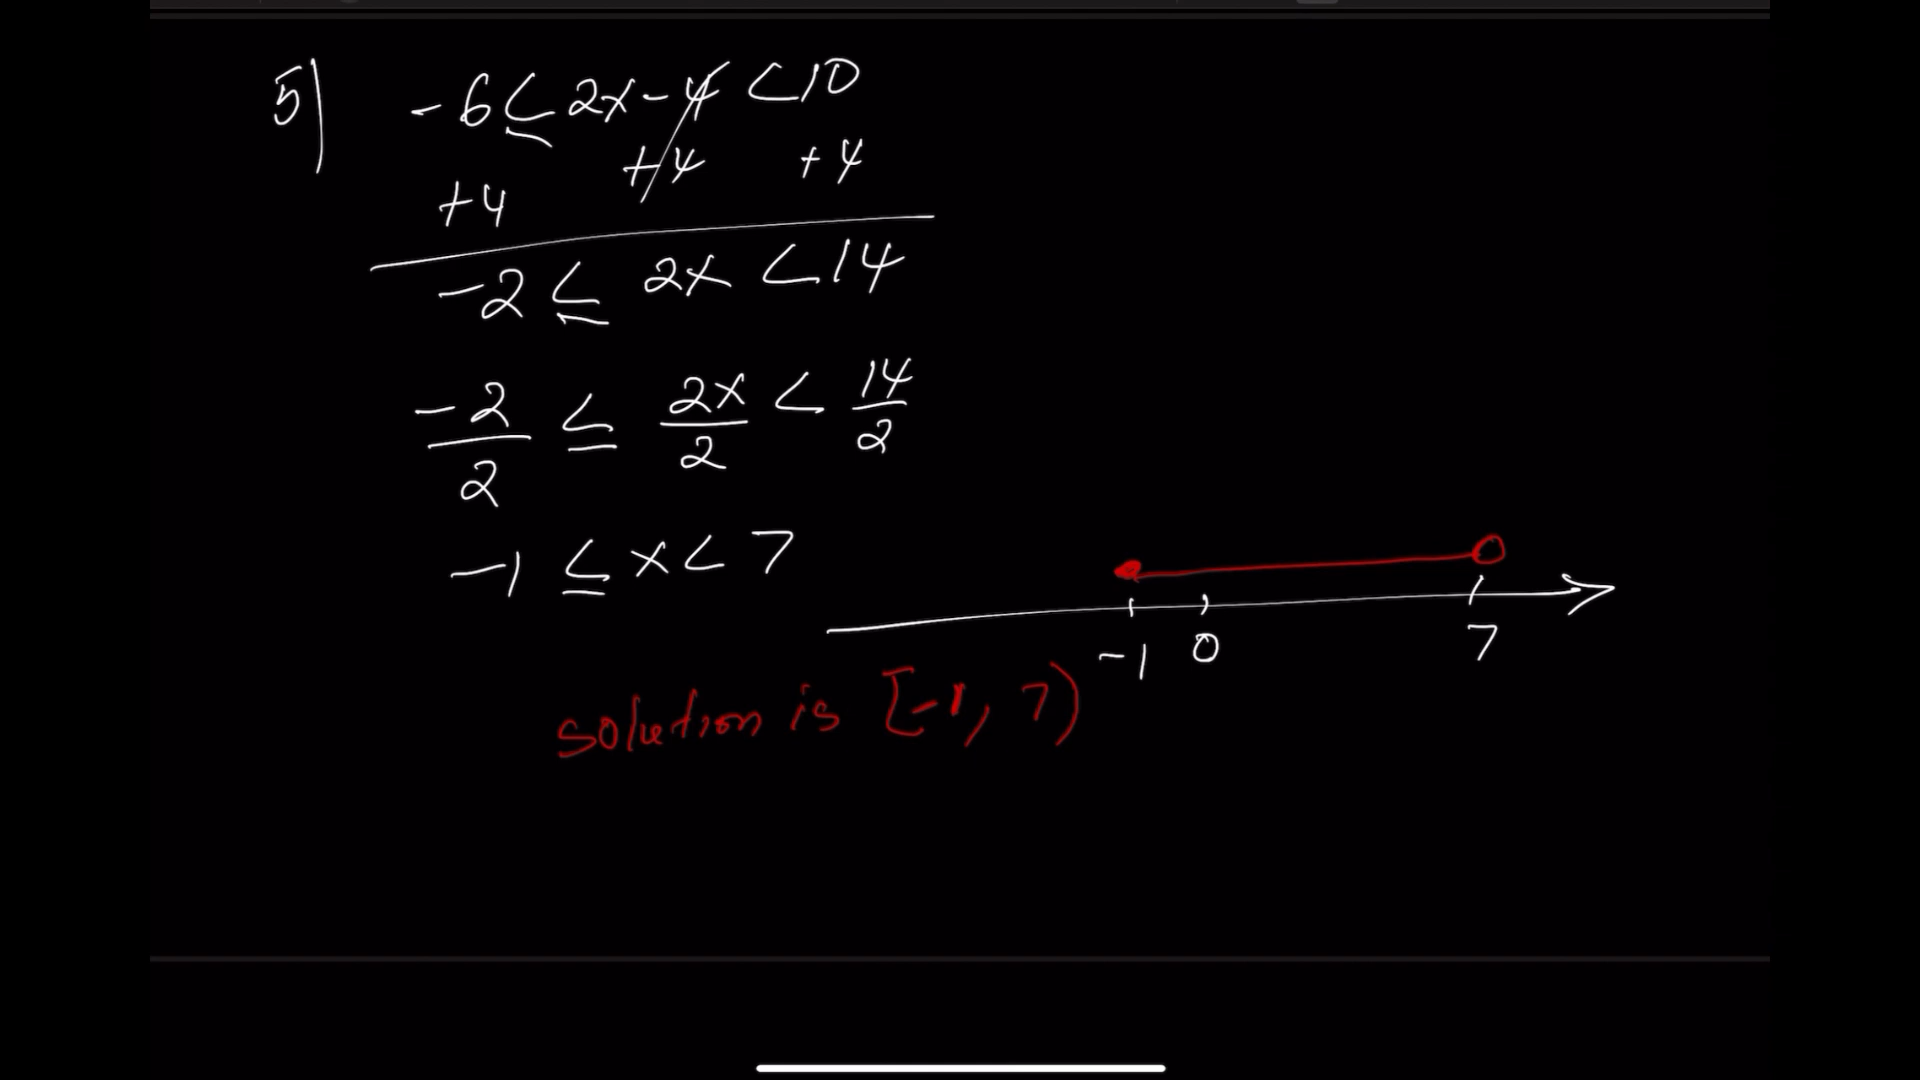 5) -6 ≤ 2x - 4 < 10
+4 +4 +4
-2 ≤ 2x < 14
-2/2 ≤ 2x/2 < 14/2
-1 ≤ x < 7
-1 0 7
solution is [-1, 7)